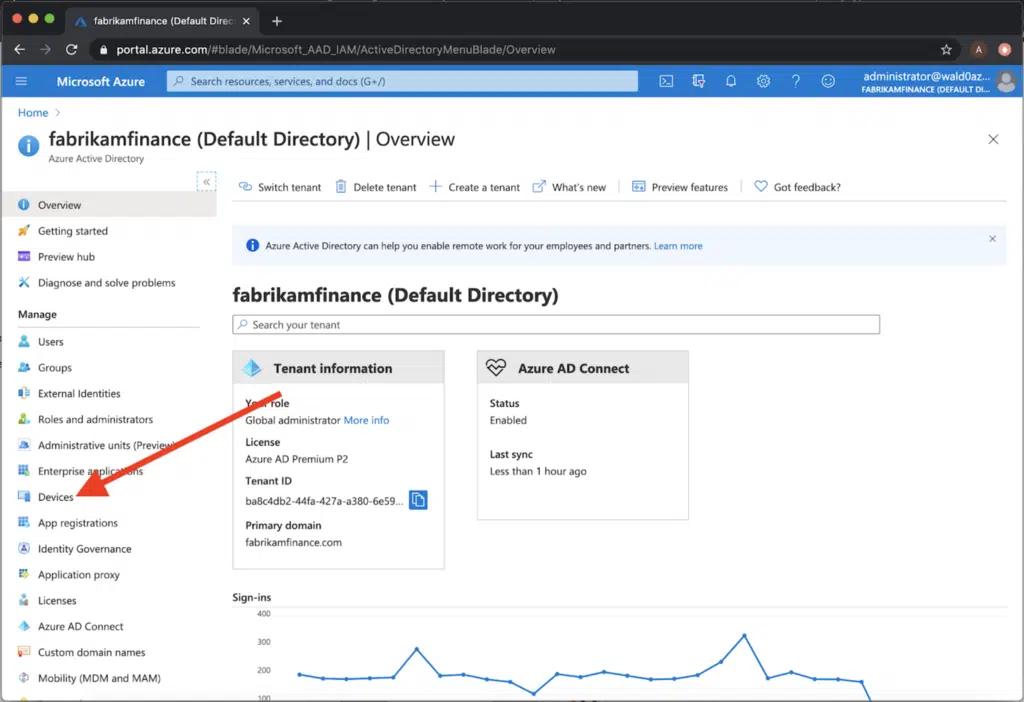 fabrikamfinance (Default Direc
portal.azure.com/#blade/Microsoft_AAD_IAM/ActiveDirectoryMenuBlade/Overview
A
Microsoft Azure
Search resources, services, and docs (G+/)
administrator@wald0az...
FABRIKAMFINANCE (DEFAULT DI...
Home
fabrikamfinance (Default Directory) | Overview
Azure Active Directory
Switch tenant
Delete tenant
Create a tenant
What's new
Preview features
Got feedback?
Overview
Getting started
Preview hub
Diagnose and solve problems
Manage
Users
Groups
External Identities
Roles and administrators
Administrative units (Preview)
Enterprise applications
Devices
App registrations
Identity Governance
Application proxy
Licenses
Azure AD Connect
Custom domain names
Mobility (MDM and MAM)
Azure Active Directory can help you enable remote work for your employees and partners. Learn more
fabrikamfinance (Default Directory)
Search your tenant
Tenant information
Your role
Global administrator More info
License
Azure AD Premium P2
Tenant ID
ba8c4db2-44fa-427a-a380-6e59...
Primary domain
fabrikamfinance.com
Azure AD Connect
Status
Enabled
Last sync
Less than 1 hour ago
Sign-ins
400
300
200
100